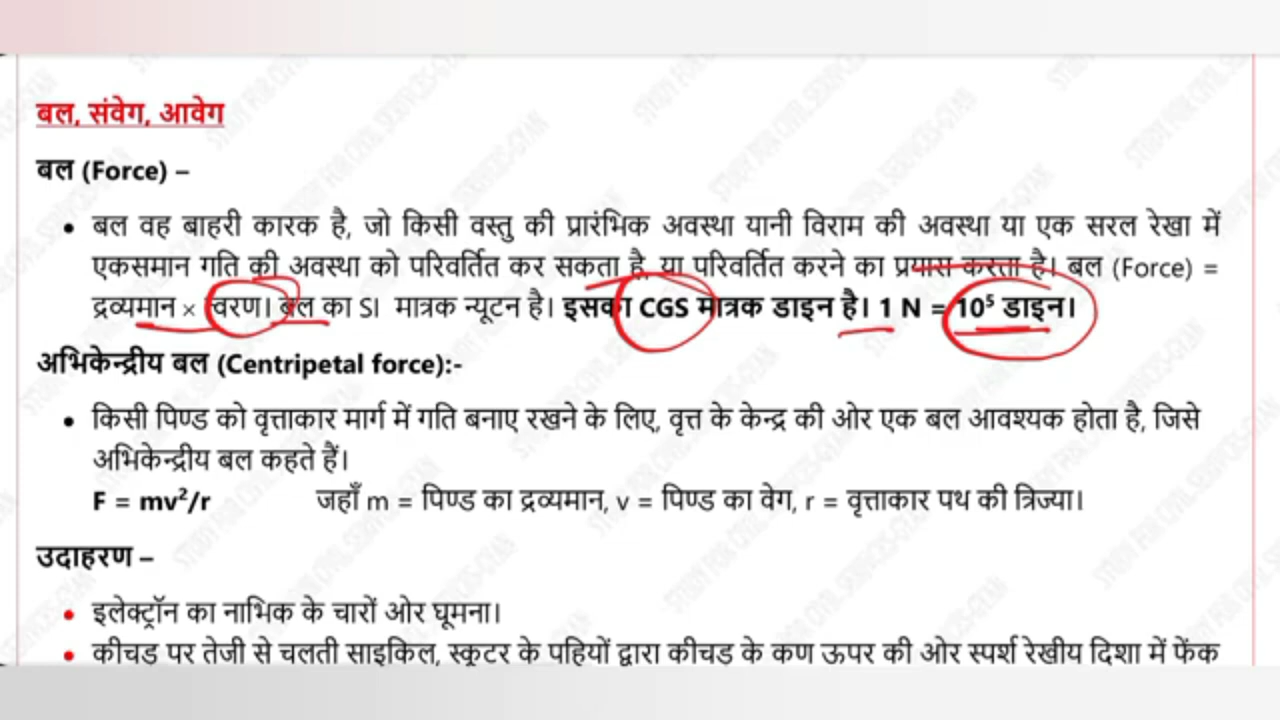 बल, संवेग, आवेग
बल (Force) –
• बल वह बाहरी कारक है, जो किसी वस्तु की प्रारंभिक अवस्था यानी विराम की अवस्था या एक सरल रेखा में
एकसमान गति की अवस्था को परिवर्तित कर सकता है, या परिवर्तित करने का प्रयास करता है। बल (Force) =
द्रव्यमान × त्वरण। बल का SI मात्रक न्यूटन है। इसका CGS मात्रक डाइन है। 1 N = 10⁵ डाइन।
अभिकेन्द्रीय बल (Centripetal force):-
• किसी पिण्ड को वृत्ताकार मार्ग में गति बनाए रखने के लिए, वृत्त के केन्द्र की ओर एक बल आवश्यक होता है, जिसे
अभिकेन्द्रीय बल कहते हैं।
F = mv²/r जहाँ m = पिण्ड का द्रव्यमान, v = पिण्ड का वेग, r = वृत्ताकार पथ की त्रिज्या।
उदाहरण –
• इलेक्ट्रॉन का नाभिक के चारों ओर घूमना।
• कीचड़ पर तेजी से चलती साइकिल, स्कूटर के पहियों द्वारा कीचड़ के कण ऊपर की ओर स्पर्श रेखीय दिशा में फेंक